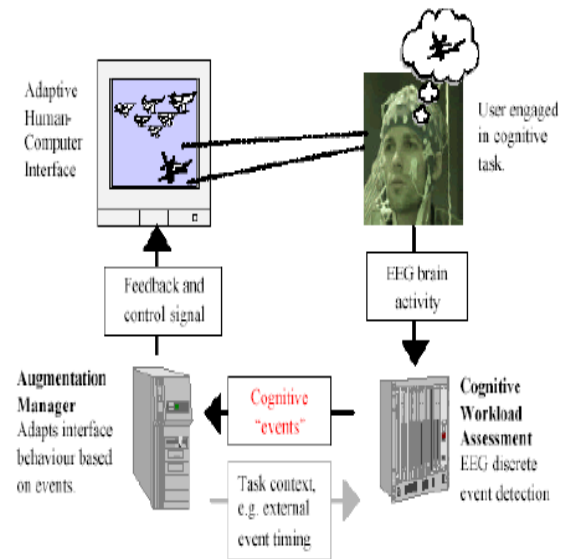 Adaptive
Human-
Computer
Interface
User engaged
in cognitive
task.
Feedback and
control signal
EEG brain
activity
Augmentation
Manager
Adapts interface
behaviour based
on events.
Cognitive
“events”
Cognitive
Workload
Assessment
EEG discrete
event detection
Task context,
e.g. external
event timing